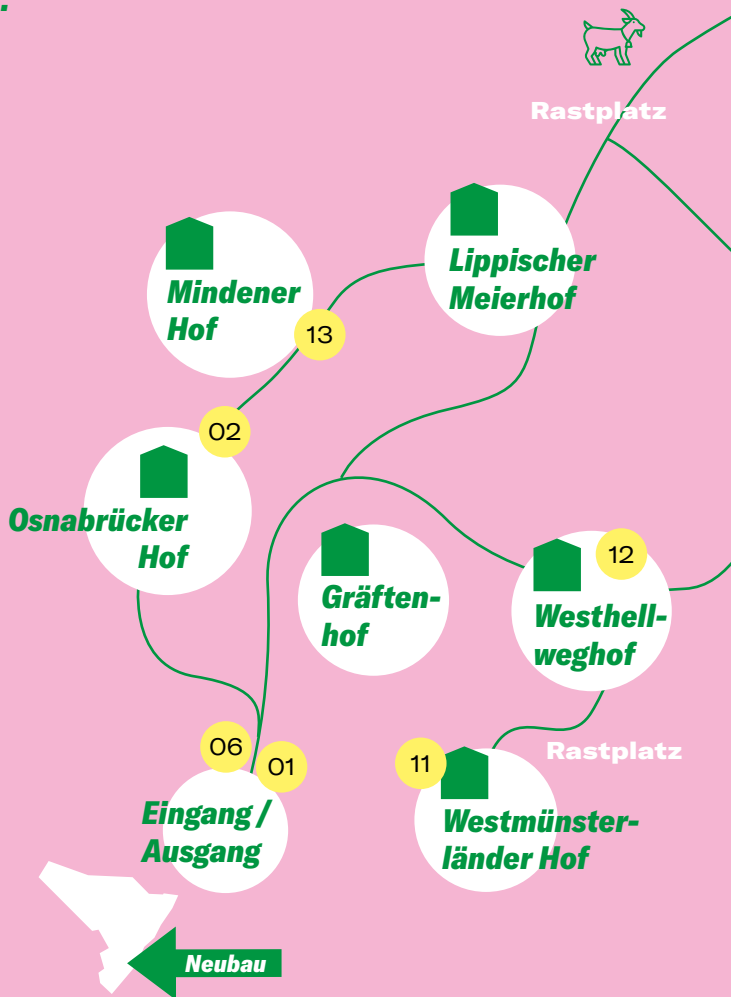 Rastplatz
Lippischer
Meierhof
Mindener
Hof
13
02
Osnabrücker
Hof
12
Gräften-
hof
Westhell-
weghof
06
01
Rastplatz
11
Eingang /
Ausgang
Westmünster-
länder Hof
Neubau